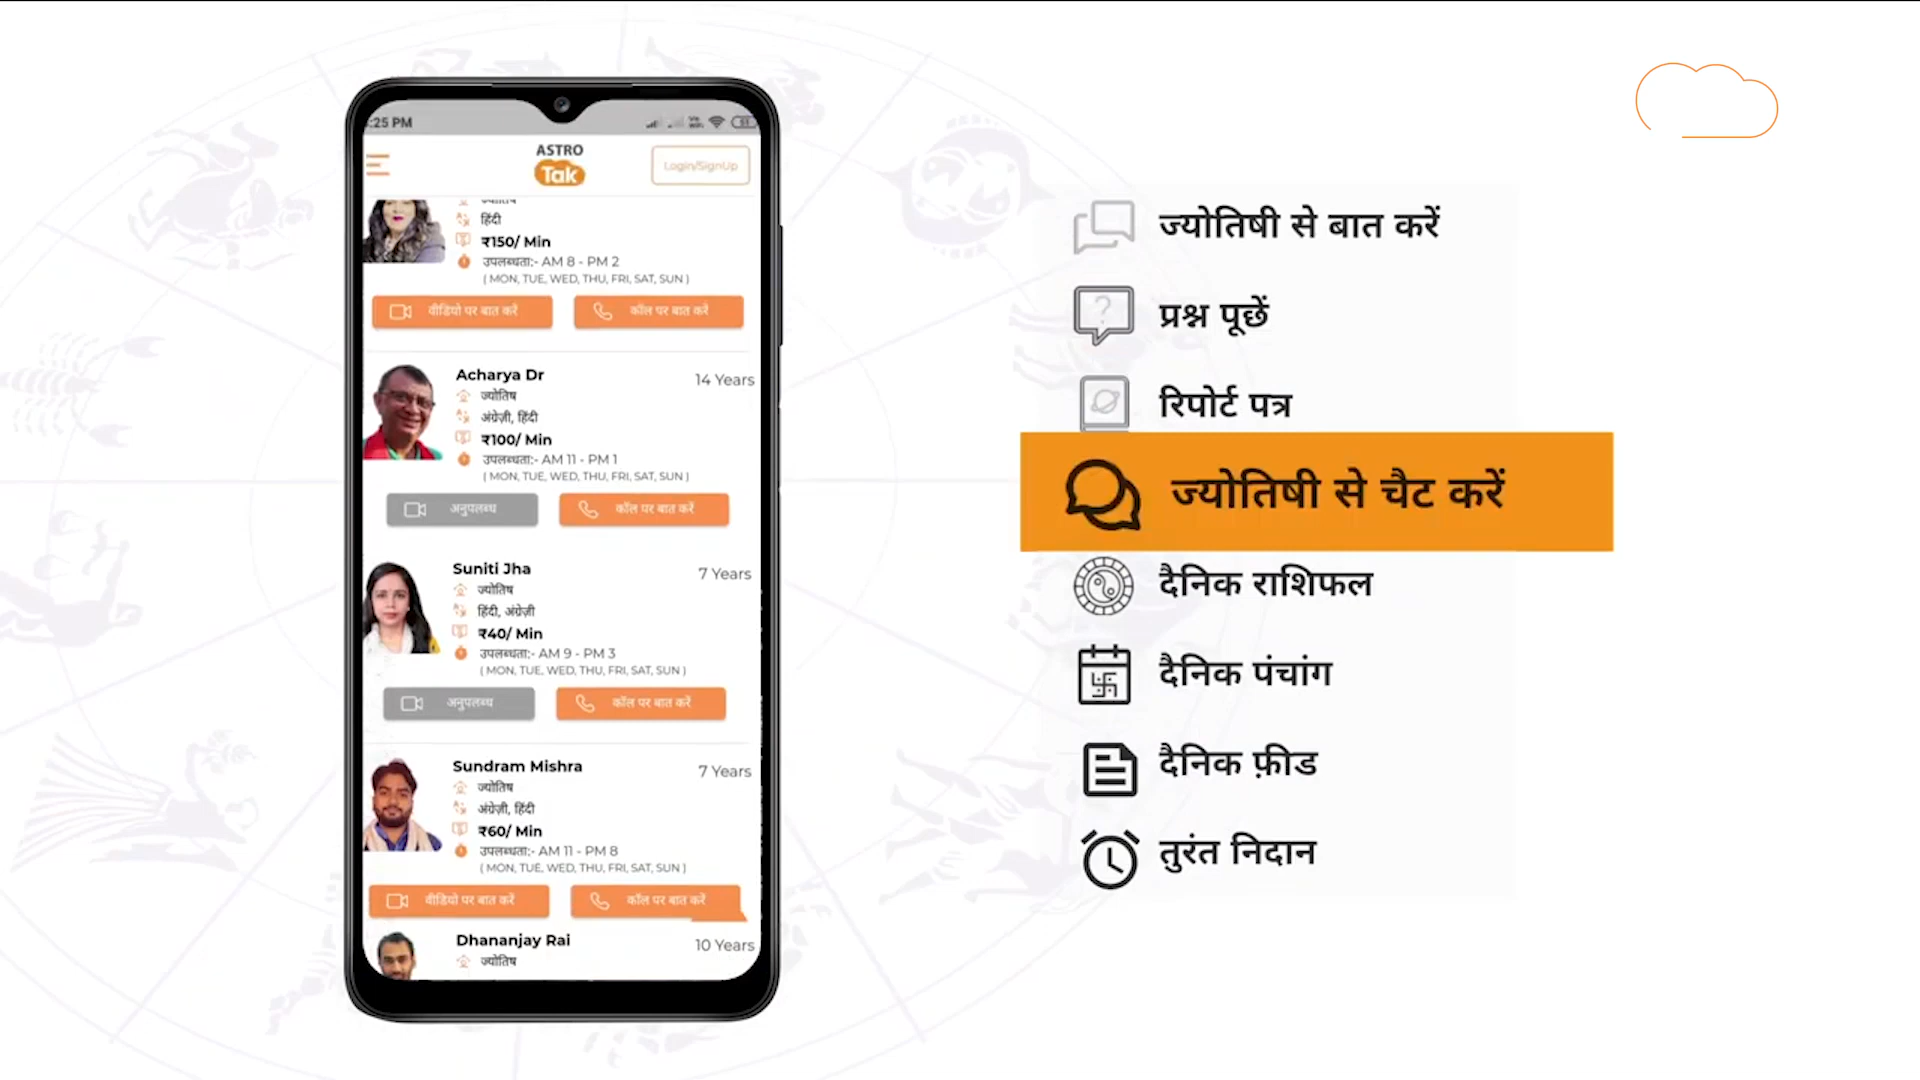 :25 PM
51
ASTRO
Tak
Login/SignUp
हिंदी
₹150/ Min
उपलब्धता:- AM 8 - PM 2
( MON, TUE, WED, THU, FRI, SAT, SUN )
वीडियो पर बात करें
कॉल पर बात करें
Acharya Dr
14 Years
ज्योतिष
अंग्रेज़ी, हिंदी
₹100/ Min
उपलब्धता:- AM 11 - PM 1
( MON, TUE, WED, THU, FRI, SAT, SUN )
अनुपलब्ध
कॉल पर बात करें
Suniti Jha
7 Years
ज्योतिष
हिंदी, अंग्रेज़ी
₹40/ Min
उपलब्धता:- AM 9 - PM 3
( MON, TUE, WED, THU, FRI, SAT, SUN )
अनुपलब्ध
कॉल पर बात करें
Sundram Mishra
7 Years
ज्योतिष
अंग्रेज़ी, हिंदी
₹60/ Min
उपलब्धता:- AM 11 - PM 8
( MON, TUE, WED, THU, FRI, SAT, SUN )
वीडियो पर बात करें
कॉल पर बात करें
Dhananjay Rai
10 Years
ज्योतिष
ज्योतिषी से बात करें
प्रश्न पूछें
रिपोर्ट पत्र
ज्योतिषी से चैट करें
दैनिक राशिफल
दैनिक पंचांग
दैनिक फ़ीड
तुरंत निदान